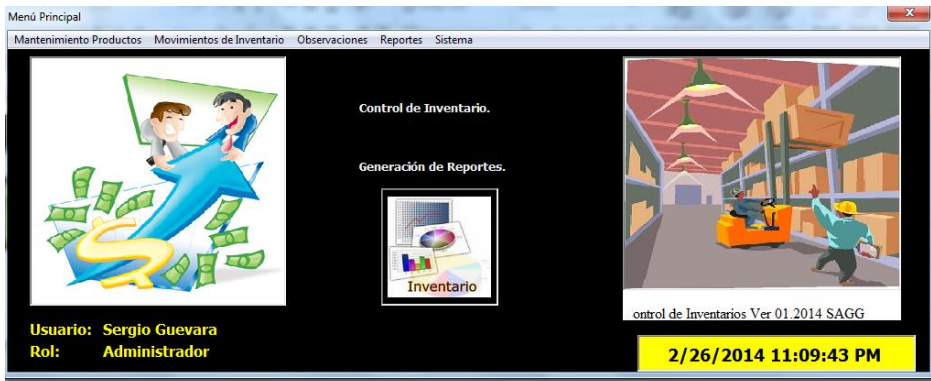 Menú Principal
Mantenimiento Productos Movimientos de Inventario Observaciones Reportes Sistema
Control de Inventario.
Generación de Reportes.
Inventario
ontrol de Inventarios Ver 01.2014 SAGG
Usuario: Sergio Guevara
Rol: Administrador
2/26/2014 11:09:43 PM